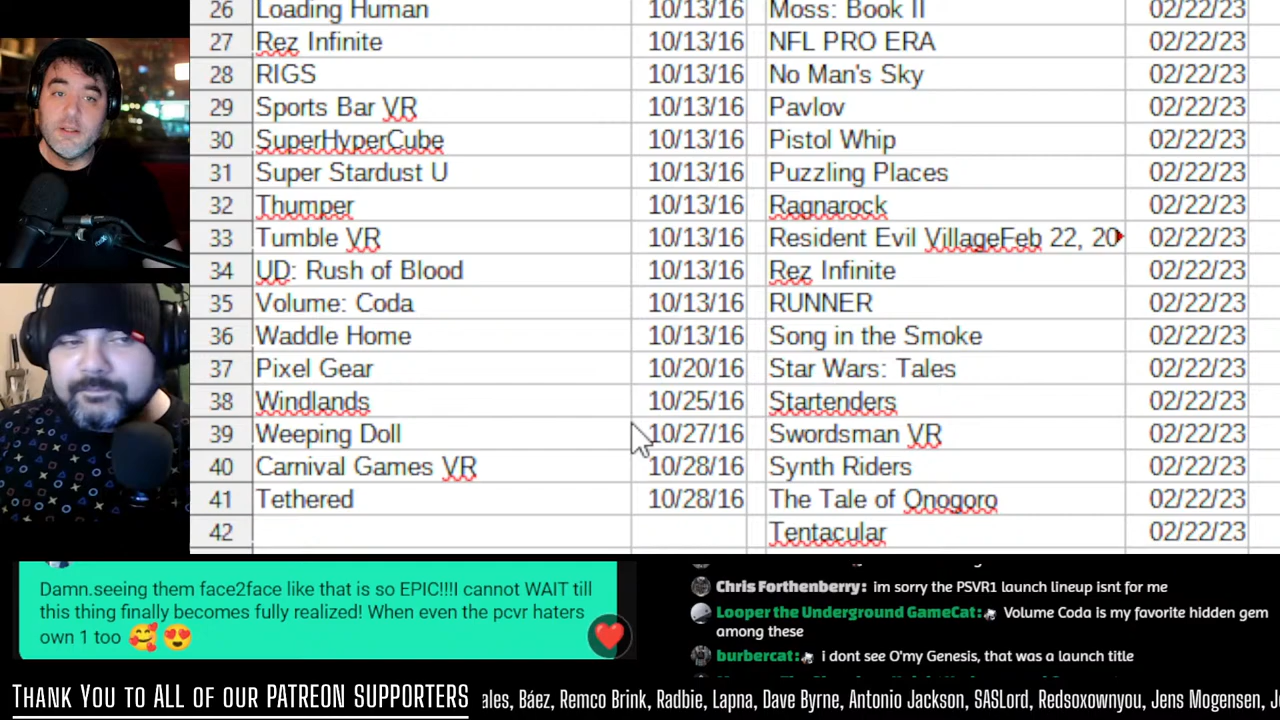 26 Loading Human 10/13/16 Moss: Book II 02/22/23
27 Rez Infinite 10/13/16 NFL PRO ERA 02/22/23
28 RIGS 10/13/16 No Man's Sky 02/22/23
29 Sports Bar VR 10/13/16 Pavlov 02/22/23
30 SuperHyperCube 10/13/16 Pistol Whip 02/22/23
31 Super Stardust U 10/13/16 Puzzling Places 02/22/23
32 Thumper 10/13/16 Ragnarock 02/22/23
33 Tumble VR 10/13/16 Resident Evil VillageFeb 22, 20 02/22/23
34 UD: Rush of Blood 10/13/16 Rez Infinite 02/22/23
35 Volume: Coda 10/13/16 RUNNER 02/22/23
36 Waddle Home 10/13/16 Song in the Smoke 02/22/23
37 Pixel Gear 10/20/16 Star Wars: Tales 02/22/23
38 Windlands 10/25/16 Startenders 02/22/23
39 Weeping Doll 10/27/16 Swordsman VR 02/22/23
40 Carnival Games VR 10/28/16 Synth Riders 02/22/23
41 Tethered 10/28/16 The Tale of Onogoro 02/22/23
42 Tentacular 02/22/23
Damn.seeing them face2face like that is so EPIC!!!I cannot WAIT till
this thing finally becomes fully realized! When even the pcvr haters
own 1 too 🥰 😍
Chris Forthenberry: im sorry the PSVR1 launch lineup isnt for me
Looper the Underground GameCat: Volume Coda is my favorite hidden gem
among these
burbercat: i dont see O'my Genesis, that was a launch title
THANK YOU TO ALL OF OUR PATREON SUPPORTERS
ales, Báez, Remco Brink, Radbie, Lapna, Dave Byrne, Antonio Jackson, SASLord, Redsoxownyou, Jens Mogensen, J